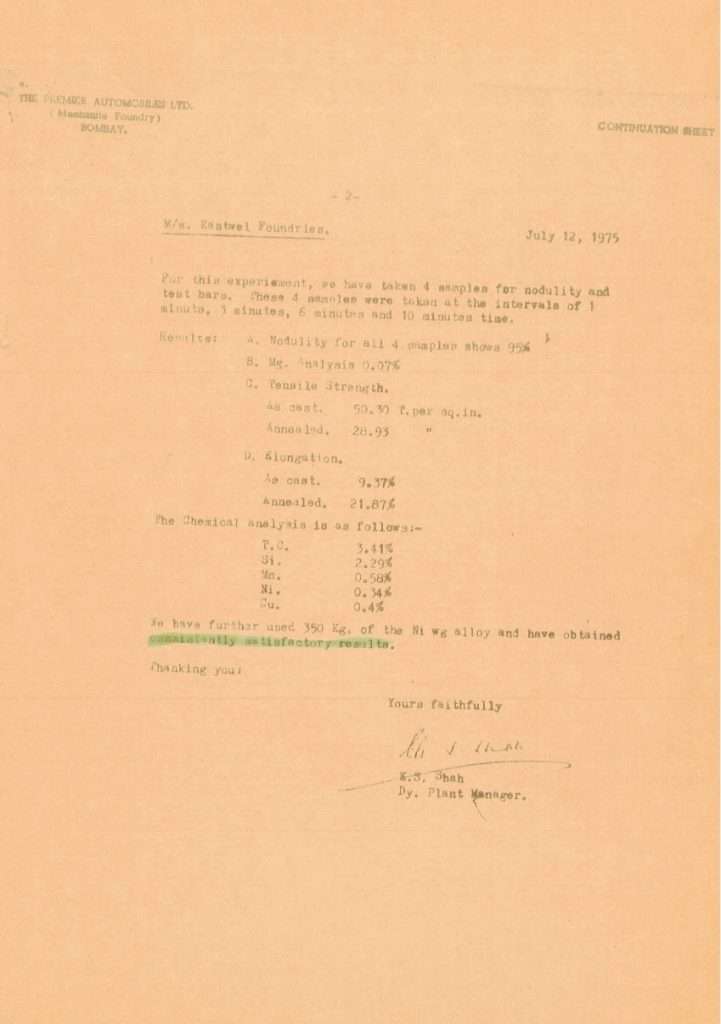 THE PREMIER AUTOMOBILES LTD.
(Mechanite Foundry)
BOMBAY.
CONTINUATION SHEET
- 2-
M/s. Eastwel Foundries.
July 12, 1975
For this experiment, we have taken 4 samples for nodulity and
test bars. These 4 samples were taken at the intervals of 1
minute, 3 minutes, 6 minutes and 10 minutes time.
Results: A. Nodulity for all 4 samples shows 95%
B. Mg. Analysis 0.07%
C. Tensile Strength.
As cast. 50.30 T.per sq.in.
Annealed. 28.93 "
D. Elongation.
As cast. 9.37%
Annealed. 21.87%
The Chemical analysis is as follows:-
T.C. 3.41%
Si. 2.29%
Mn. 0.58%
Ni. 0.34%
Cu. 0.4%
We have further used 350 Kg. of the Ni wg alloy and have obtained
consistently satisfactory results.
Thanking you:
Yours faithfully
K.S. Shah
Dy. Plant Manager.